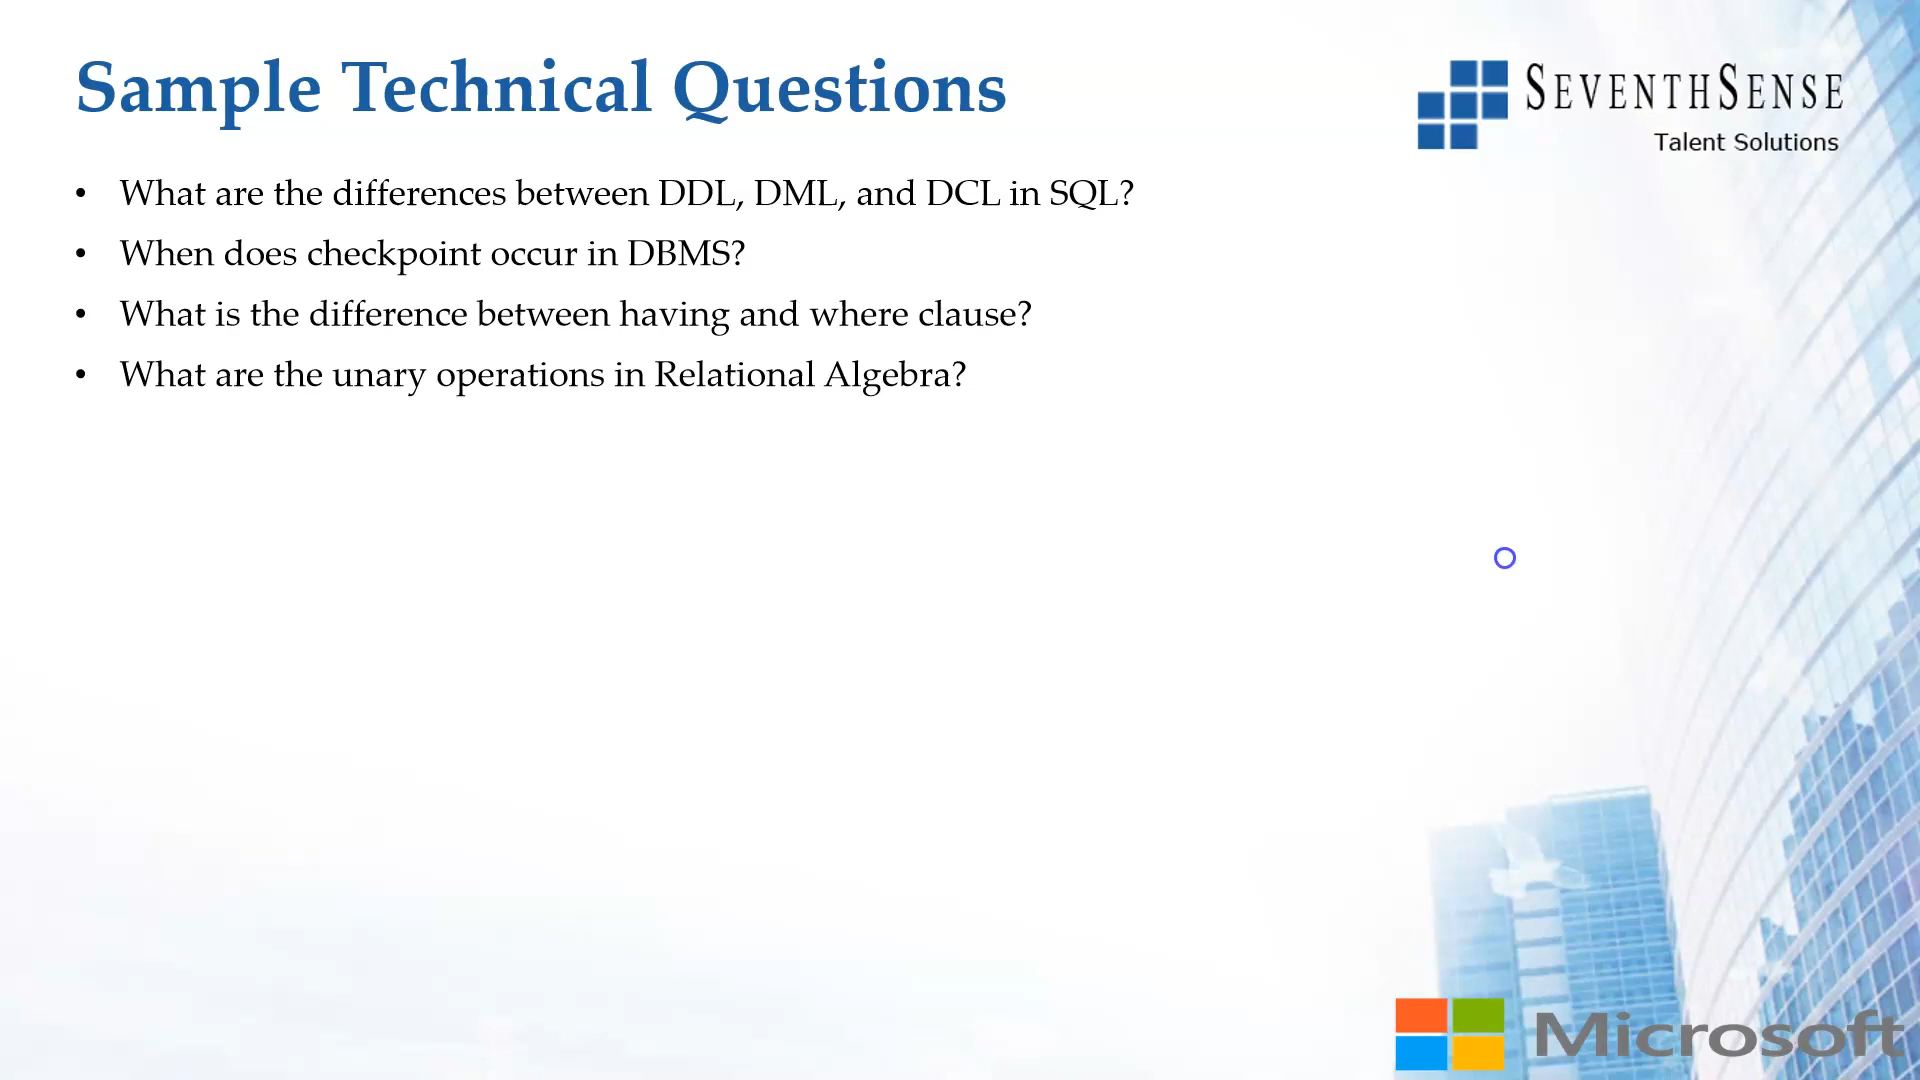 Sample Technical Questions
SEVENTHSENSE
Talent Solutions
• What are the differences between DDL, DML, and DCL in SQL?
• When does checkpoint occur in DBMS?
• What is the difference between having and where clause?
• What are the unary operations in Relational Algebra?
Microsoft